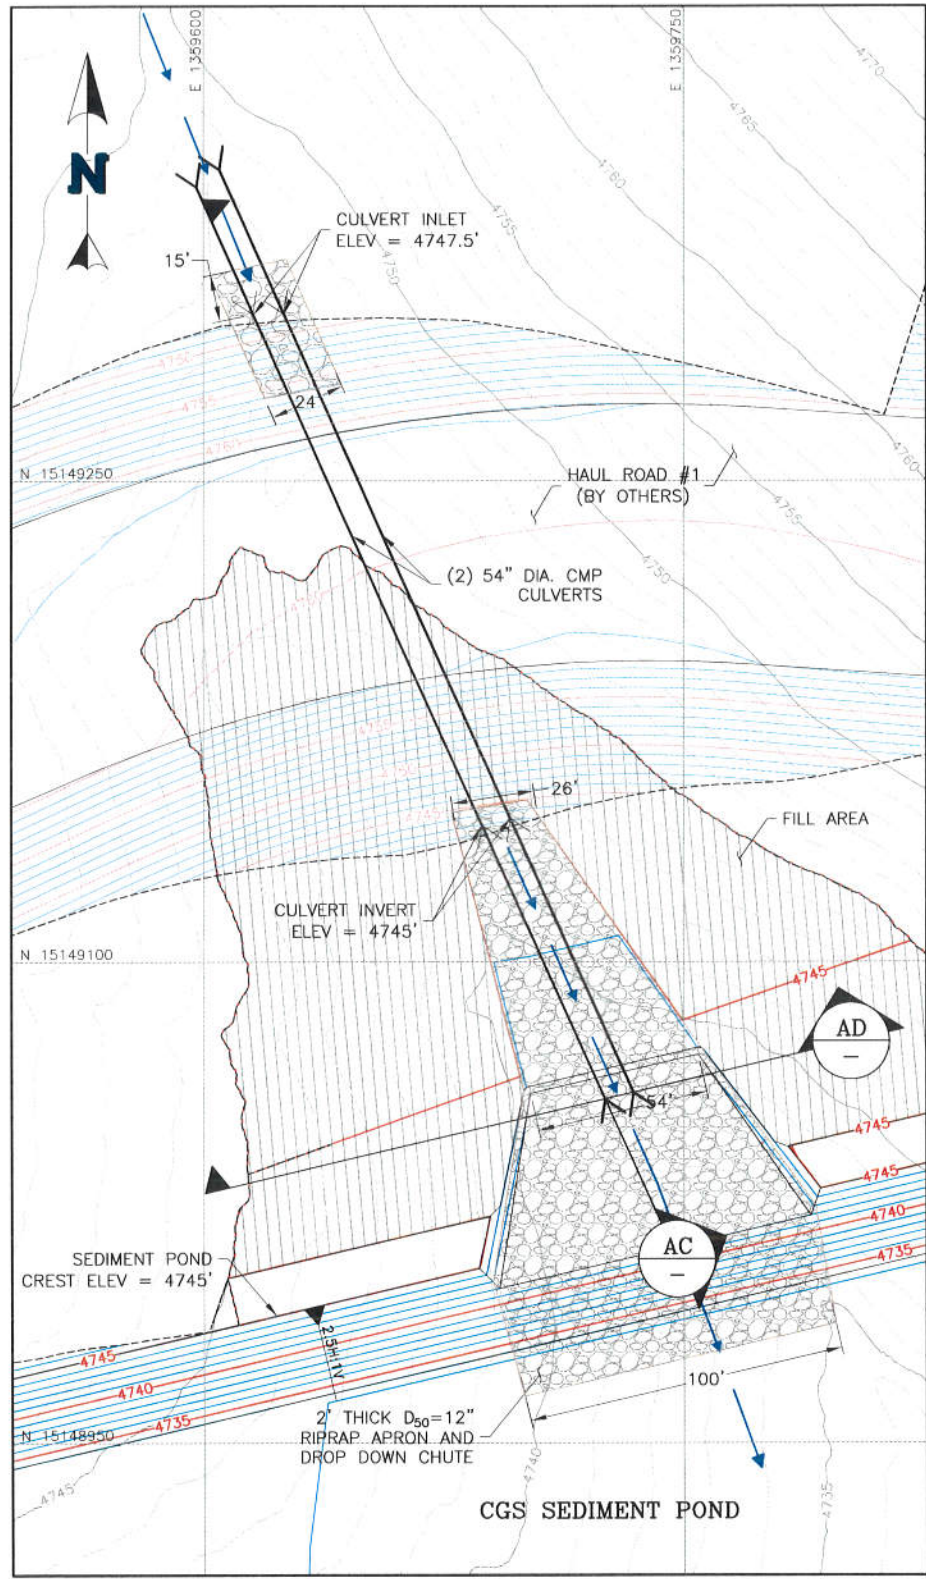 E 1359600
E 1359750
4770
4765
4760
4755
4750
N
CULVERT INLET
ELEV = 4747.5'
15'
4750
4755
4760
24'
4760
N 15149250
HAUL ROAD #1
(BY OTHERS)
4755
4750
(2) 54" DIA. CMP
CULVERTS
4755
4750
4745
26'
FILL AREA
CULVERT INVERT
ELEV = 4745'
N 15149100
4745
AD
–
54'
4745
4745
4740
4735
AC
–
SEDIMENT POND
CREST ELEV = 4745'
2.5H:1V
4745
4740
4735
100'
2' THICK D50=12"
RIPRAP APRON AND
DROP DOWN CHUTE
N 15148950
4745
4740
4735
CGS SEDIMENT POND